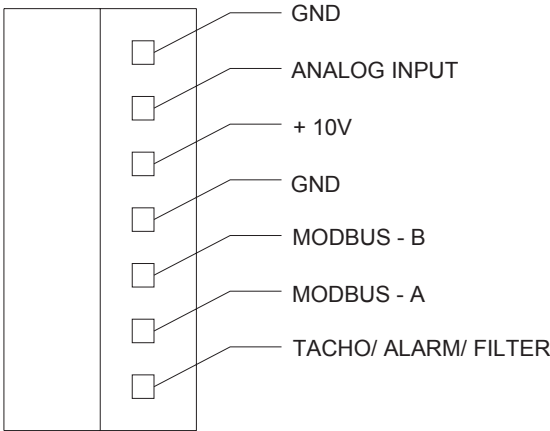 GND
ANALOG INPUT
+ 10V
GND
MODBUS - B
MODBUS - A
TACHO/ ALARM/ FILTER